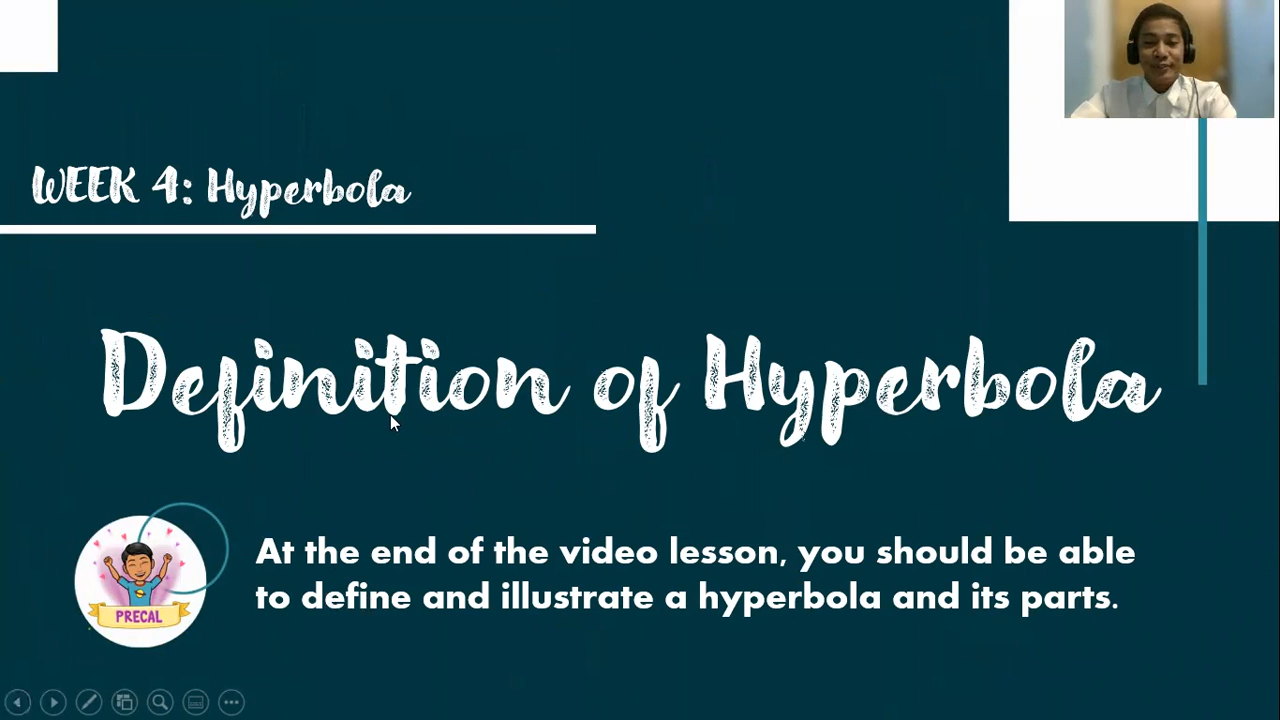 WEEK 4: Hyperbola
Definition of Hyperbola
At the end of the video lesson, you should be able
to define and illustrate a hyperbola and its parts.
PRECAL